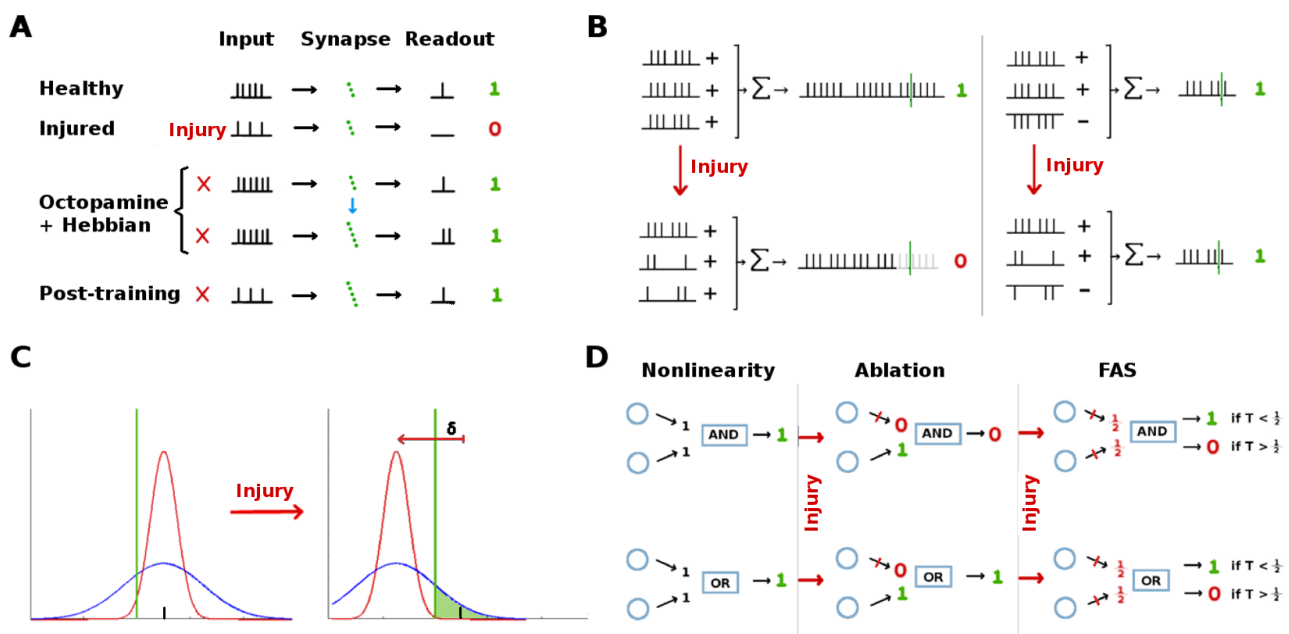 A
Input Synapse Readout
Healthy 1
Injured Injury 0
Octopamine
+ Hebbian
1
1
Post-training 1
B
+
+
+
Σ 1
Injury
+
+
+
Σ 0
+
+
−
Σ 1
Injury
+
+
−
Σ 1
C
Injury
δ
D
Nonlinearity Ablation FAS
1
1
AND 1
0
1
AND 0
1/2
1/2
AND
1 if T < 1/2
0 if T > 1/2
Injury
Injury
1
1
OR 1
0
1
OR 1
1/2
1/2
OR
1 if T < 1/2
0 if T > 1/2